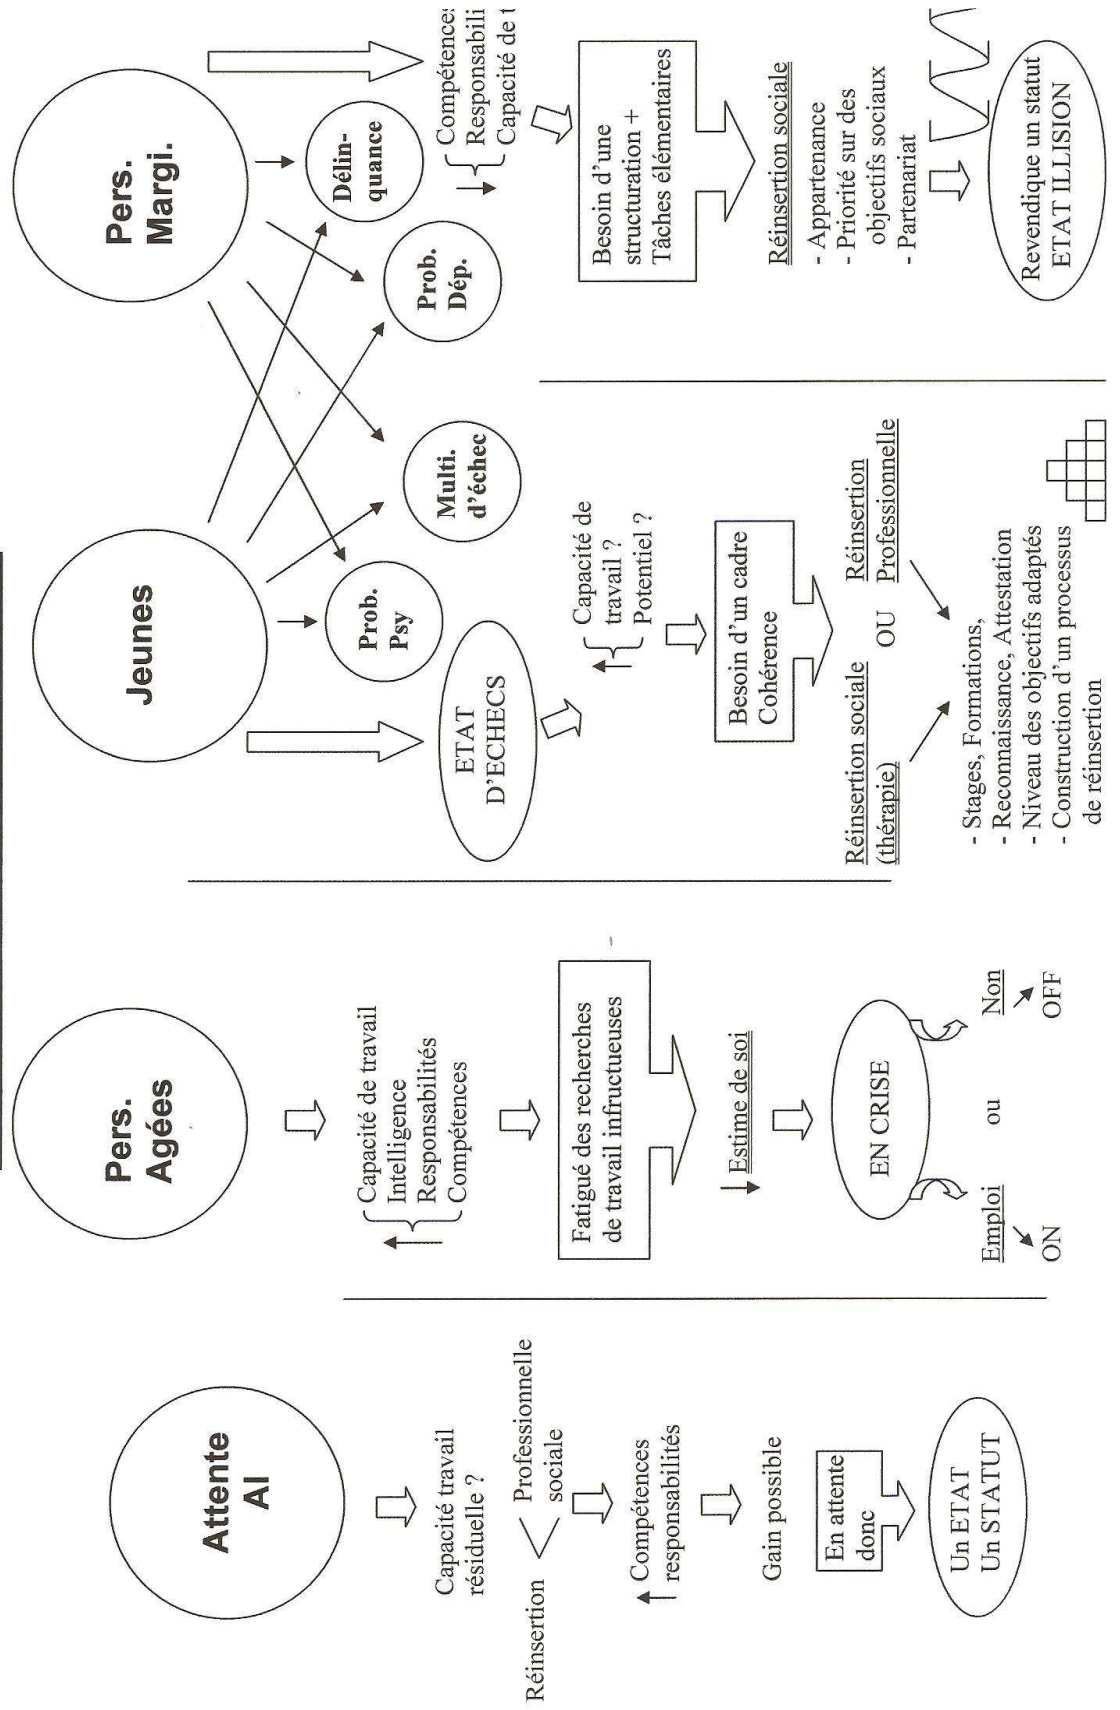 Attente
AI
Capacité travail
résiduelle ?
Réinsertion
Professionnelle
sociale
Compétences
responsabilités
Gain possible
En attente
donc
Un ETAT
Un STATUT
Pers.
Agées
Capacité de travail
Intelligence
Responsabilités
Compétences
Fatigué des recherches
de travail infructueuses
Estime de soi
EN CRISE
Emploi ou Non
ON OFF
Jeunes
Prob.
Psy
Multi.
d'échec
ETAT
D'ECHECS
Capacité de
travail ?
Potentiel ?
Besoin d'un cadre
Cohérence
Réinsertion sociale
(thérapie)
OU
Réinsertion
Professionnelle
- Stages, Formations,
- Reconnaissance, Attestation
- Niveau des objectifs adaptés
- Construction d'un processus
de réinsertion
Pers.
Margi.
Prob.
Dép.
Délin-
quance
Compétences
Responsabili
Capacité de t
Besoin d'une
structuration +
Tâches élémentaires
Réinsertion sociale
- Appartenance
- Priorité sur des
objectifs sociaux
- Partenariat
Revendique un statut
ETAT ILLISION